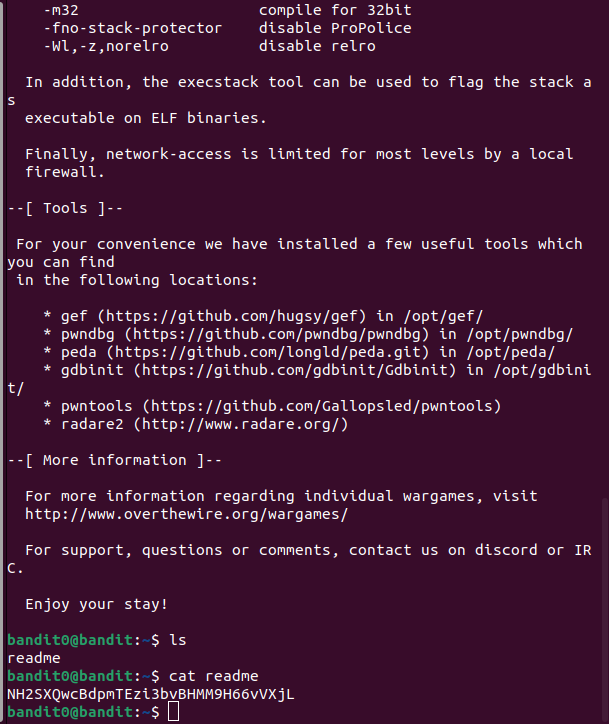 -m32                    compile for 32bit
-fno-stack-protector    disable ProPolice
-Wl,-z,norelro          disable relro
In addition, the execstack tool can be used to flag the stack a
s
executable on ELF binaries.
Finally, network-access is limited for most levels by a local
firewall.
--[ Tools ]--
For your convenience we have installed a few useful tools which
you can find
in the following locations:
* gef (https://github.com/hugsy/gef) in /opt/gef/
* pwndbg (https://github.com/pwndbg/pwndbg) in /opt/pwndbg/
* peda (https://github.com/longld/peda.git) in /opt/peda/
* gdbinit (https://github.com/gdbinit/Gdbinit) in /opt/gdbini
t/
* pwntools (https://github.com/Gallopsled/pwntools)
* radare2 (http://www.radare.org/)
--[ More information ]--
For more information regarding individual wargames, visit
http://www.overthewire.org/wargames/
For support, questions or comments, contact us on discord or IR
C.
Enjoy your stay!
bandit0@bandit:~$ ls
readme
bandit0@bandit:~$ cat readme
NH2SXQwcBdpmTEzi3bvBHMM9H66vVXjL
bandit0@bandit:~$